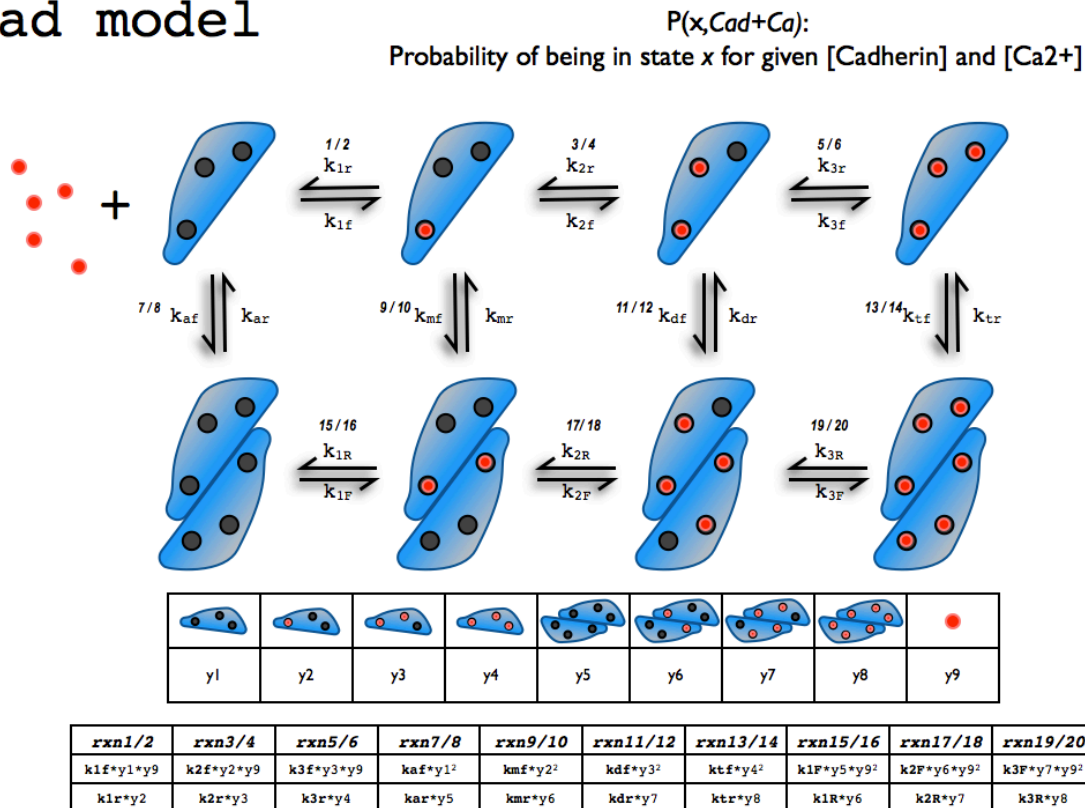 ad model
P(x,Cad+Ca):
Probability of being in state x for given [Cadherin] and [Ca2+]
1/2 3/4 5/6
k1r k2r k3r
+
k1f k2f k3f
7/8 kaf kar 9/10 kmf kmr 11/12 kdf kdr 13/14 ktf ktr
15/16 17/18 19/20
k1R k2R k3R
k1F k2F k3F
y1 y2 y3 y4 y5 y6 y7 y8 y9
rxn1/2 rxn3/4 rxn5/6 rxn7/8 rxn9/10 rxn11/12 rxn13/14 rxn15/16 rxn17/18 rxn19/20
k1f*y1*y9 k2f*y2*y9 k3f*y3*y9 kaf*y1² kmf*y2² kdf*y3² ktf*y4² k1F*y5*y9² k2F*y6*y9² k3F*y7*y9²
k1r*y2 k2r*y3 k3r*y4 kar*y5 kmr*y6 kdr*y7 ktr*y8 k1R*y6 k2R*y7 k3R*y8